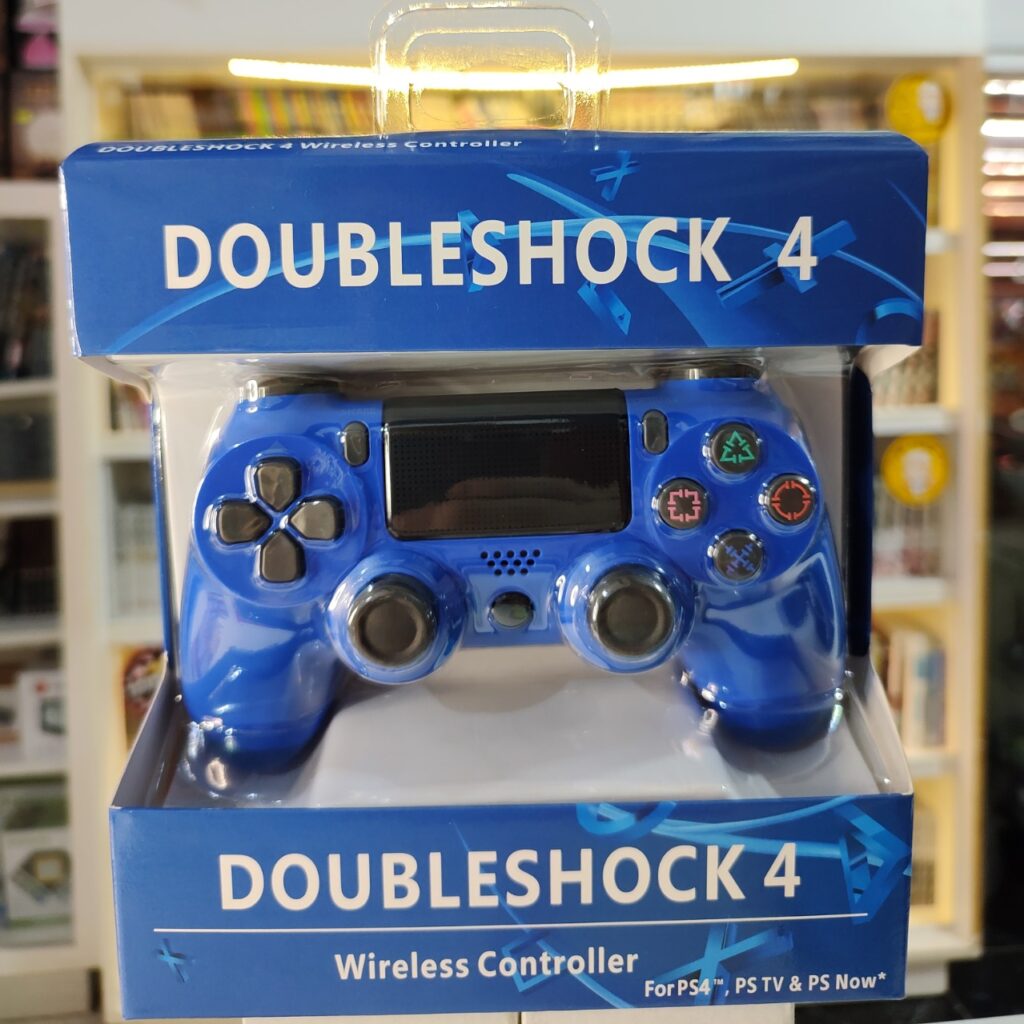 DOUBLESHOCK 4 Wireless Controller
DOUBLESHOCK 4
DOUBLESHOCK 4
Wireless Controller
For PS4™, PS TV & PS Now*